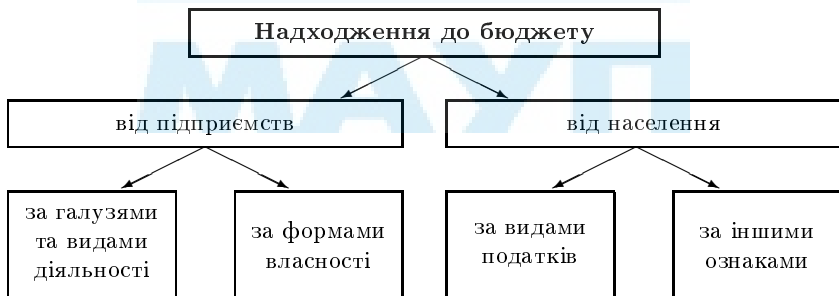 Надходження до бюджету
МАУП
від підприємств
від населення
за галузями
та видами
діяльності
за формами
власності
за видами
податків
за іншими
ознаками